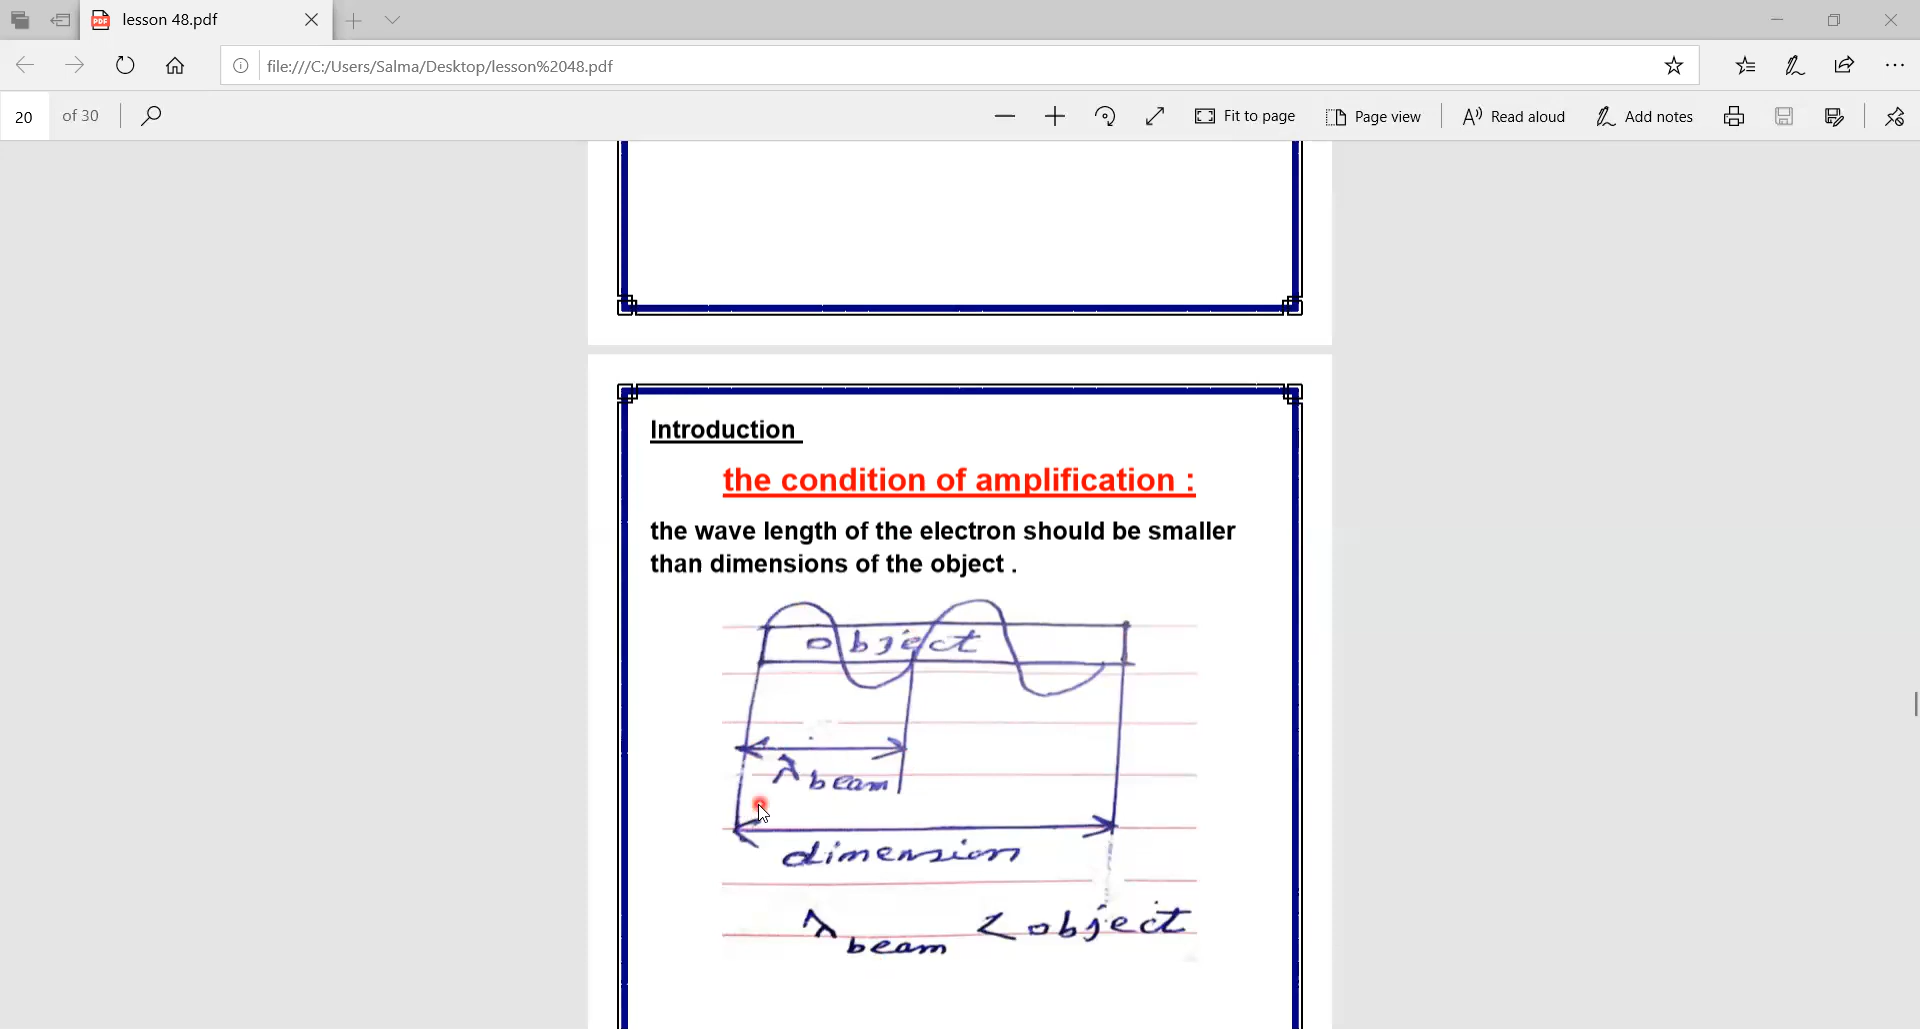 lesson 48.pdf
file:///C:/Users/Salma/Desktop/lesson%2048.pdf
20 of 30
Fit to page
Page view
Read aloud
Add notes
Introduction
the condition of amplification :
the wave length of the electron should be smaller
than dimensions of the object .
object
λ beam
dimension
λ beam < object